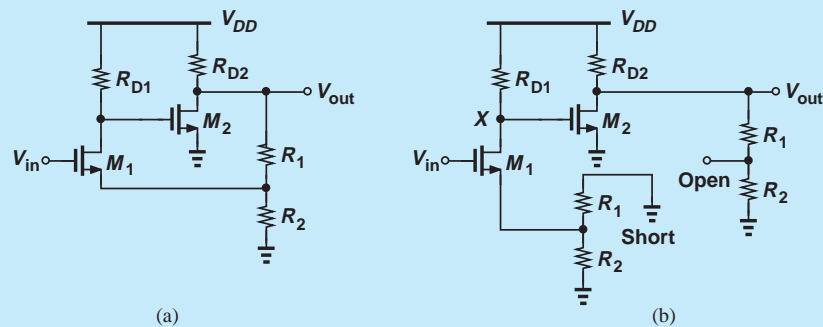 V_DD
R_D1
R_D2
V_out
M_2
V_in
M_1
R_1
R_2
(a)
V_DD
R_D1
R_D2
V_out
X
M_2
R_1
V_in
M_1
Open
R_2
R_1
Short
R_2
(b)